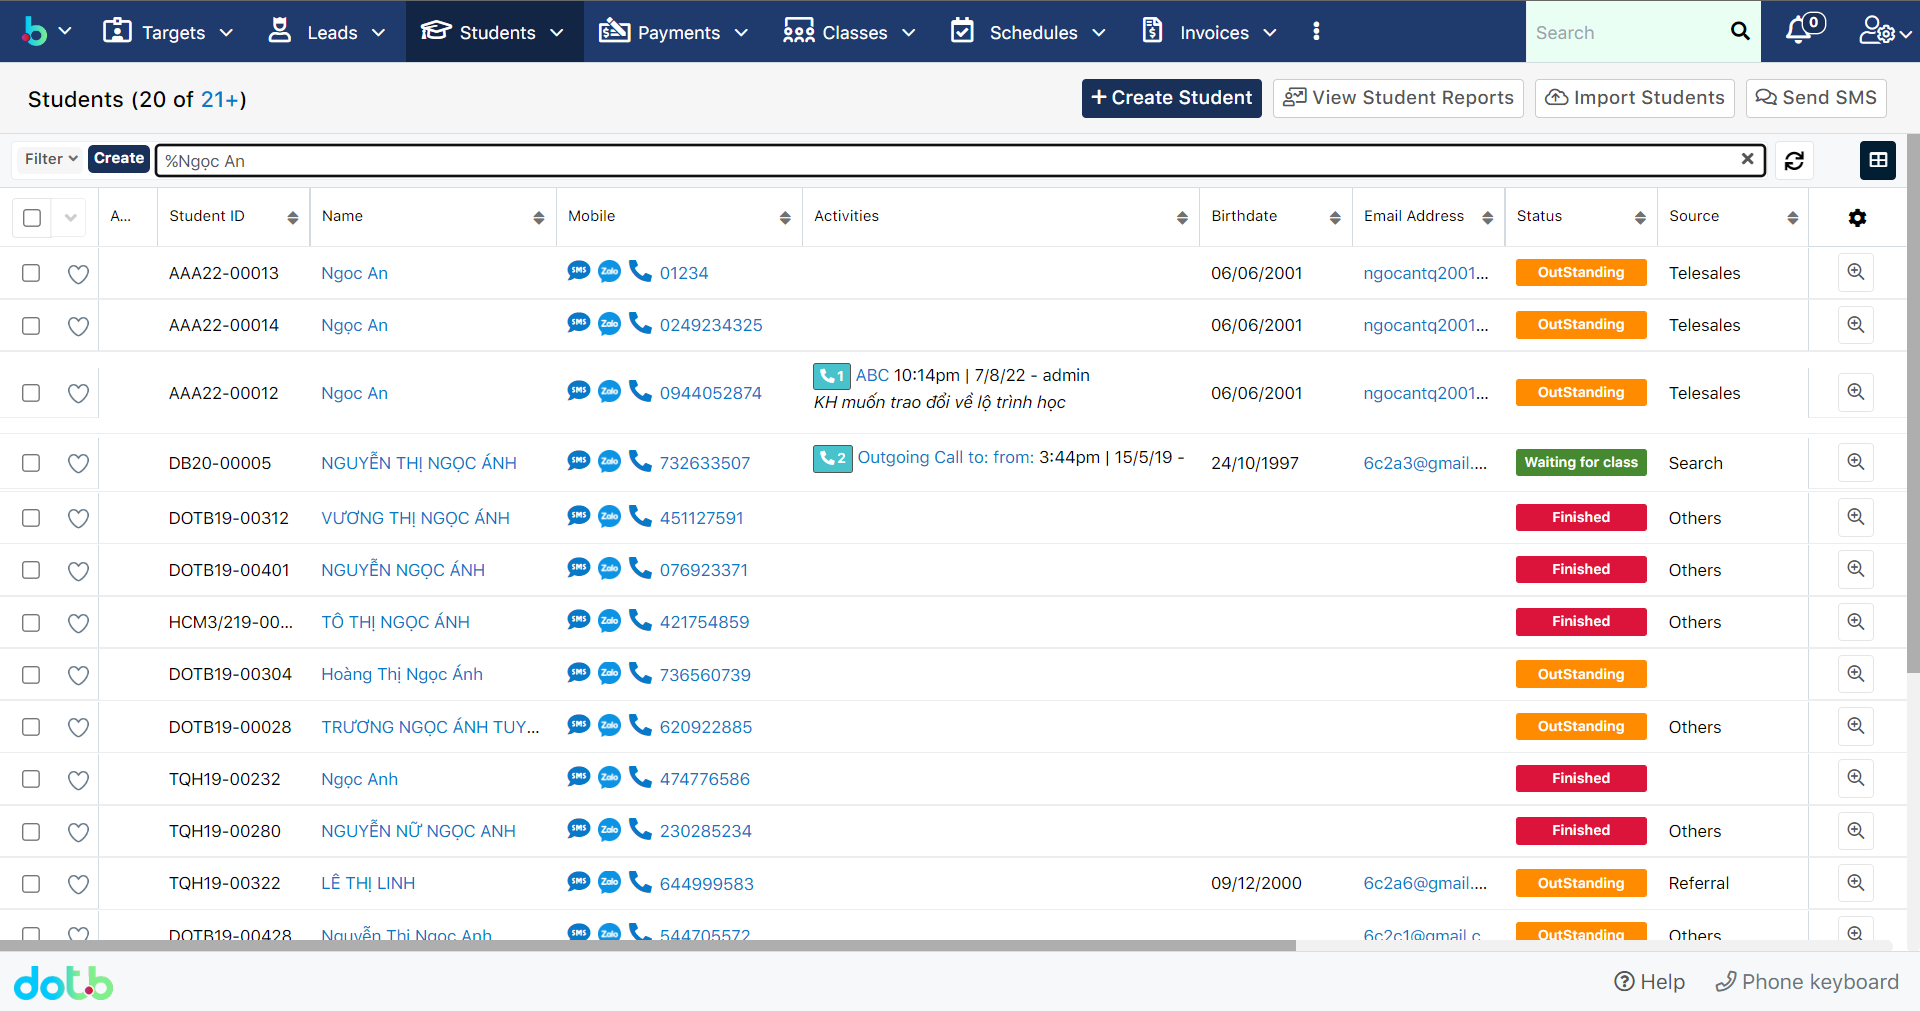 Targets Leads Students Payments Classes Schedules Invoices Search 0
Students (20 of 21+) + Create Student View Student Reports Import Students Send SMS
Filter Create %Ngọc An
A... Student ID Name Mobile Activities Birthdate Email Address Status Source
AAA22-00013 Ngoc An SMS Zalo 01234 06/06/2001 ngocantq2001... OutStanding Telesales
AAA22-00014 Ngọc An SMS Zalo 0249234325 06/06/2001 ngocantq2001... OutStanding Telesales
AAA22-00012 Ngoc An SMS Zalo 0944052874 1 ABC 10:14pm | 7/8/22 - admin 06/06/2001 ngocantq2001... OutStanding Telesales
KH muốn trao đổi về lộ trình học
DB20-00005 NGUYỄN THỊ NGỌC ÁNH SMS Zalo 732633507 2 Outgoing Call to: from: 3:44pm | 15/5/19 - 24/10/1997 6c2a3@gmail.... Waiting for class Search
DOTB19-00312 VƯƠNG THỊ NGỌC ÁNH SMS Zalo 451127591 Finished Others
DOTB19-00401 NGUYỄN NGỌC ÁNH SMS Zalo 076923371 Finished Others
HCM3/219-00... TÔ THỊ NGỌC ÁNH SMS Zalo 421754859 Finished Others
DOTB19-00304 Hoàng Thị Ngọc Ánh SMS Zalo 736560739 OutStanding
DOTB19-00028 TRƯƠNG NGỌC ÁNH TUY... SMS Zalo 620922885 OutStanding Others
TQH19-00232 Ngọc Anh SMS Zalo 474776586 Finished
TQH19-00280 NGUYỄN NỮ NGỌC ANH SMS Zalo 230285234 Finished Others
TQH19-00322 LÊ THỊ LINH SMS Zalo 644999583 09/12/2000 6c2a6@gmail.... OutStanding Referral
DOTB19-00428 Nguyễn Thị Ngọc Anh SMS Zalo 544705572 6c2c1@gmail.c OutStanding Others
dotb Help Phone keyboard